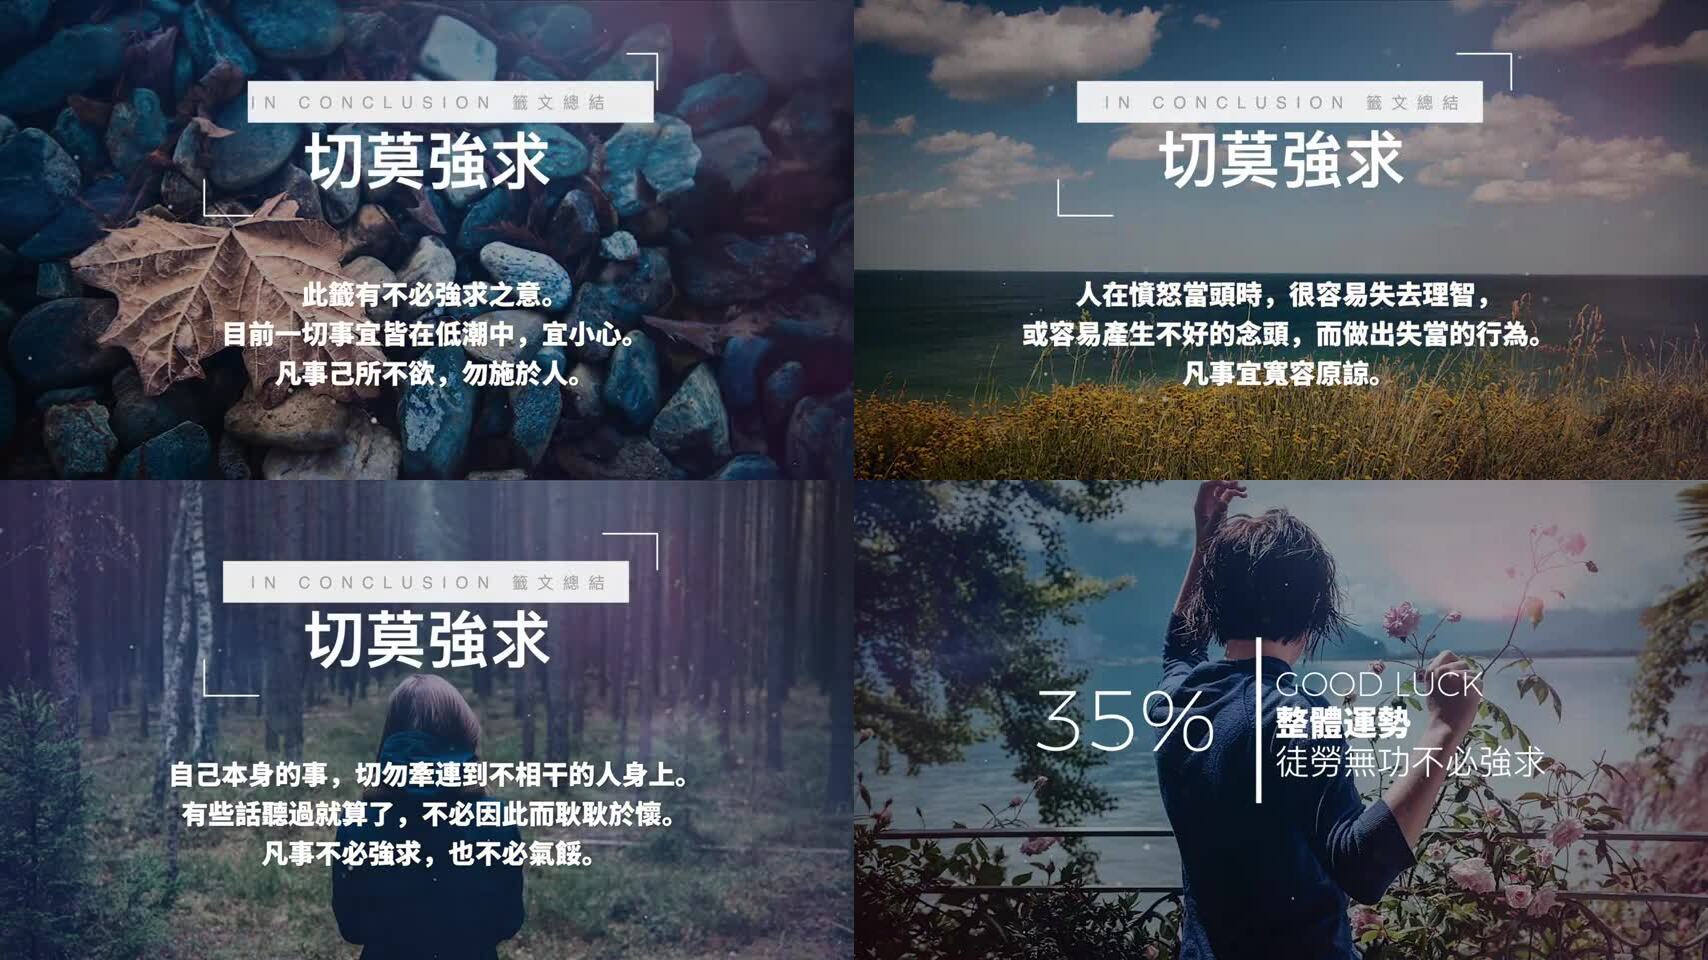 IN CONCLUSION 籤文總結
切莫強求
此籤有不必強求之意。
目前一切事宜皆在低潮中，宜小心。
凡事己所不欲，勿施於人。
IN CONCLUSION 籤文總結
切莫強求
人在憤怒當頭時，很容易失去理智，
或容易產生不好的念頭，而做出失當的行為。
凡事宜寬容原諒。
IN CONCLUSION 籤文總結
切莫強求
自己本身的事，切勿牽連到不相干的人身上。
有些話聽過就算了，不必因此而耿耿於懷。
凡事不必強求，也不必氣餒。
35%
GOOD LUCK
整體運勢
徒勞無功不必強求